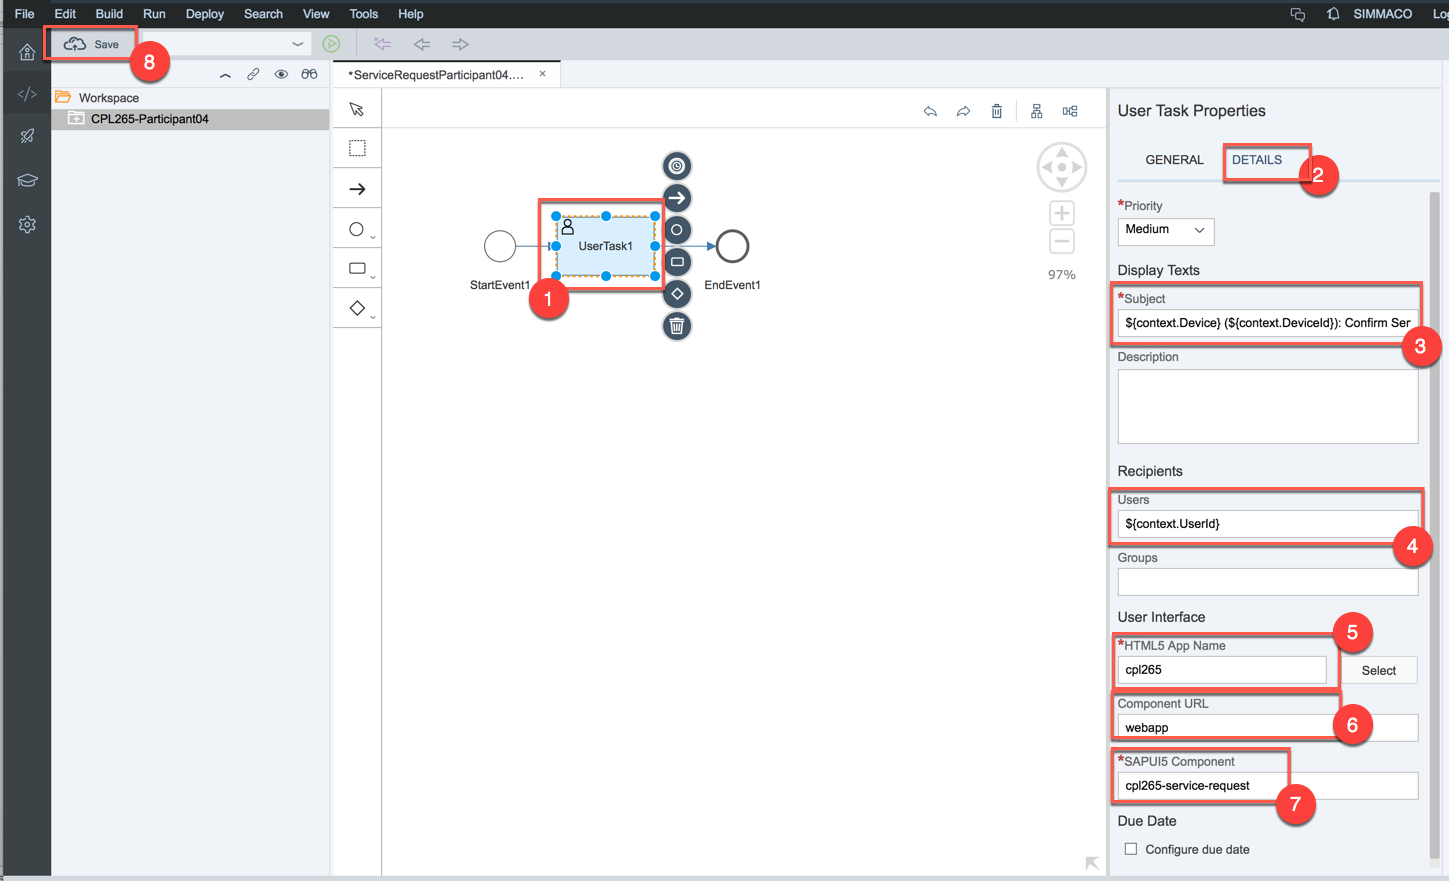 File Edit Build Run Deploy Search View Tools Help SIMMACO
Save
8
*ServiceRequestParticipant04.... ×
Workspace
CPL265-Participant04
StartEvent1
UserTask1
EndEvent1
1
97%
User Task Properties
GENERAL DETAILS
2
*Priority
Medium
Display Texts
*Subject
${context.Device} (${context.DeviceId}): Confirm Ser
3
Description
Recipients
Users
${context.UserId}
4
Groups
User Interface
5
*HTML5 App Name
cpl265 Select
Component URL
webapp
6
*SAPUI5 Component
cpl265-service-request
7
Due Date
Configure due date